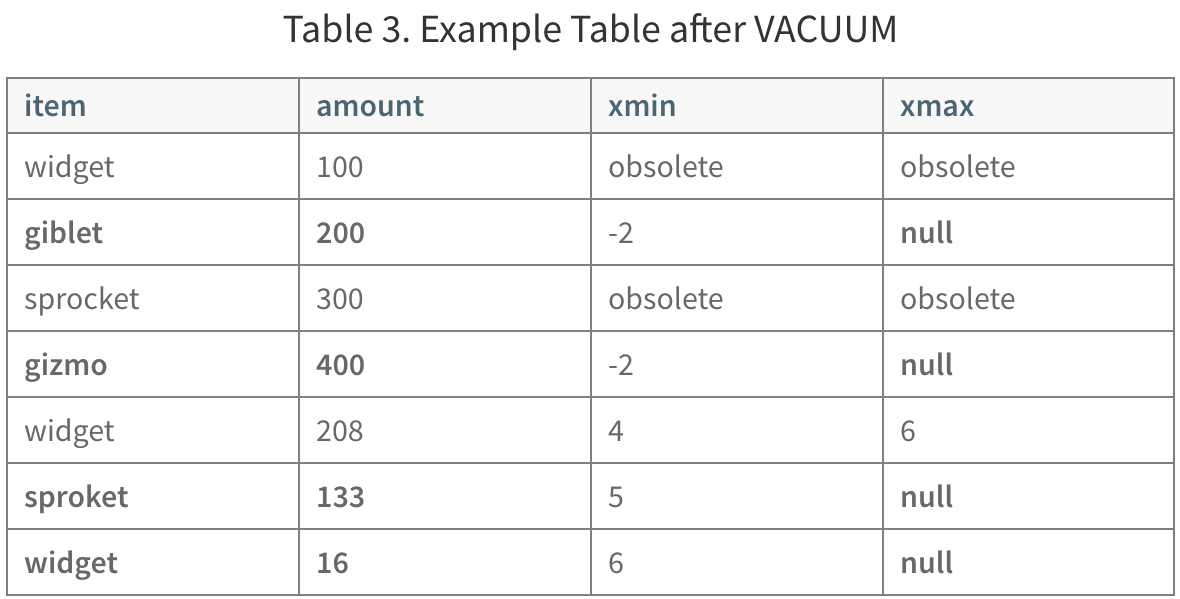 Table 3. Example Table after VACUUM
item amount xmin xmax
widget 100 obsolete obsolete
giblet 200 -2 null
sprocket 300 obsolete obsolete
gizmo 400 -2 null
widget 208 4 6
sproket 133 5 null
widget 16 6 null